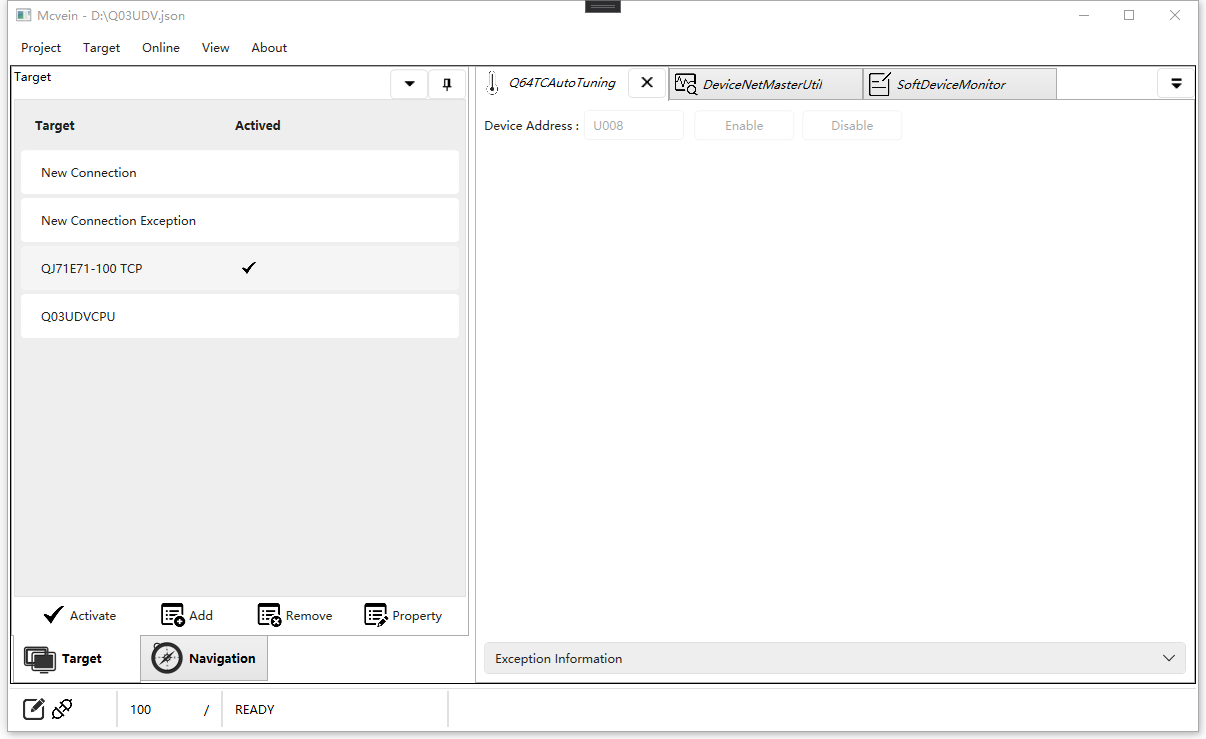 Mcvein - D:\Q03UDV.json
Project Target Online View About
Target
Q64TCAutoTuning DeviceNetMasterUtil SoftDeviceMonitor
Target Actived
Device Address : U008 Enable Disable
New Connection
New Connection Exception
QJ71E71-100 TCP
Q03UDVCPU
Activate Add Remove Property
Target Navigation
Exception Information
100 / READY